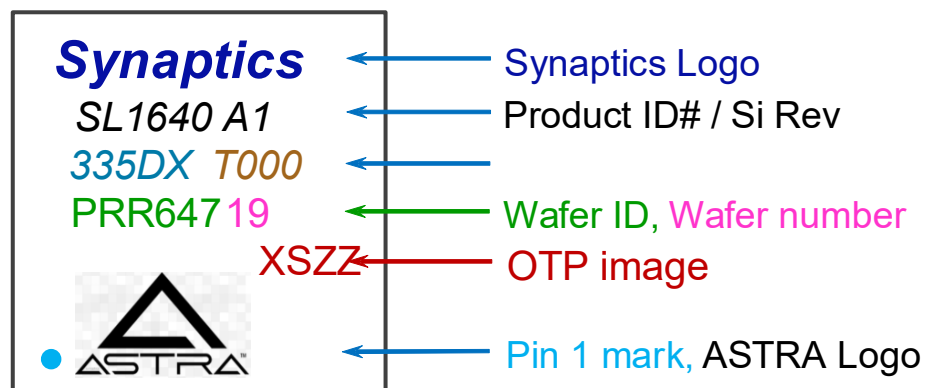 Synaptics
Synaptics Logo
SL1640 A1
Product ID# / Si Rev
335DX T000
PRR64719
Wafer ID, Wafer number
XSZZ
OTP image
ASTRA™
Pin 1 mark, ASTRA Logo